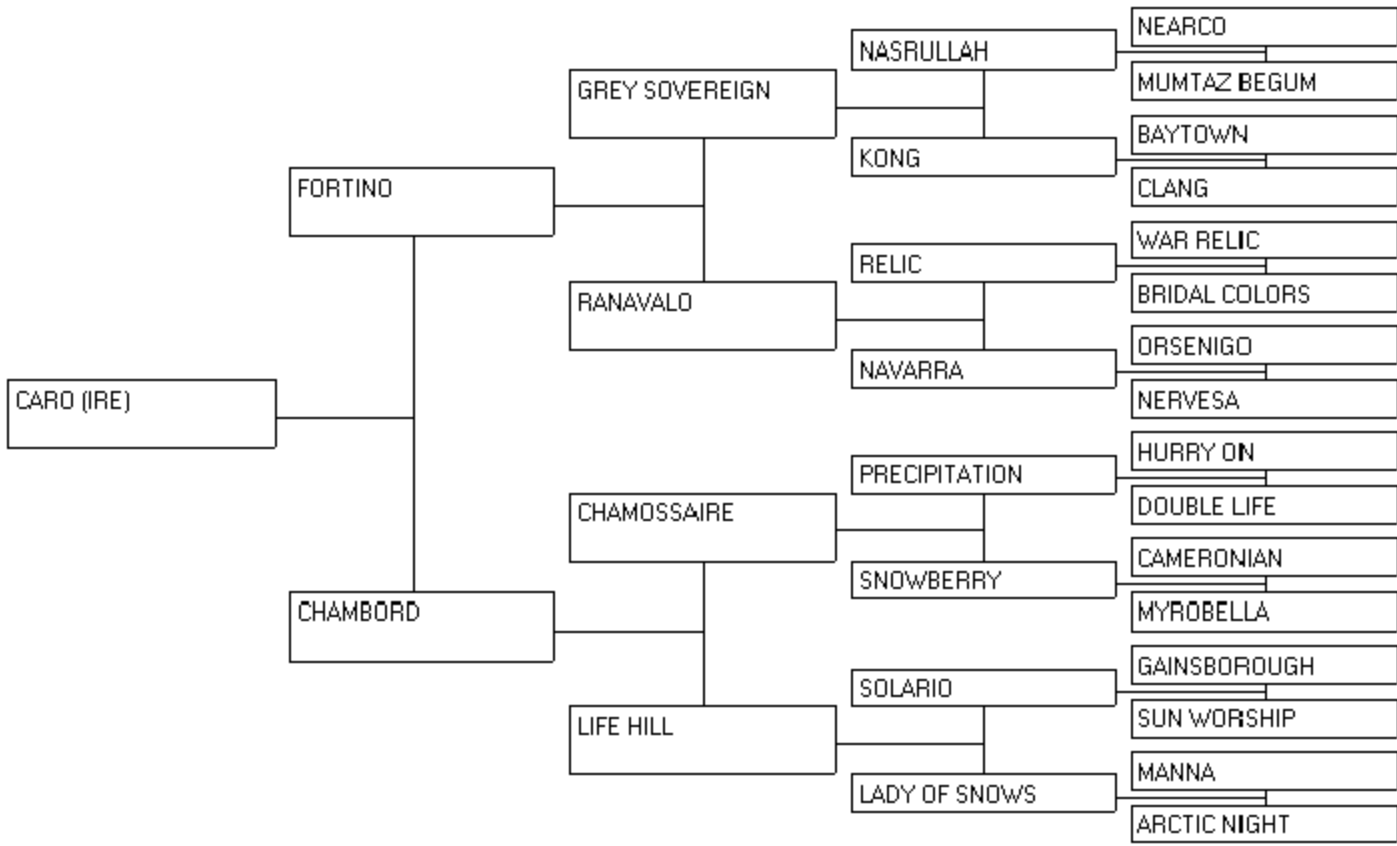 NEARCO
NASRULLAH
MUMTAZ BEGUM
GREY SOVEREIGN
BAYTOWN
KONG
CLANG
FORTINO
WAR RELIC
RELIC
BRIDAL COLORS
RANAVALO
ORSENIGO
NAVARRA
NERVESA
CARO (IRE)
HURRY ON
PRECIPITATION
DOUBLE LIFE
CHAMOSSAIRE
CAMERONIAN
SNOWBERRY
MYROBELLA
CHAMBORD
GAINSBOROUGH
SOLARIO
SUN WORSHIP
LIFE HILL
MANNA
LADY OF SNOWS
ARCTIC NIGHT